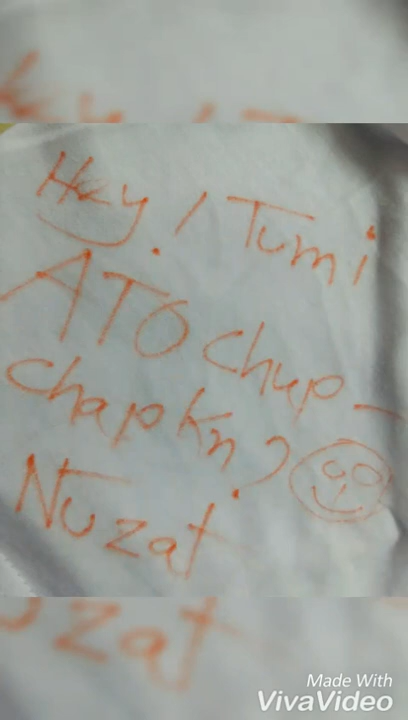 Hey! Tumi
ATO chup-
chap kn?
Nuzat
Made With
VivaVideo